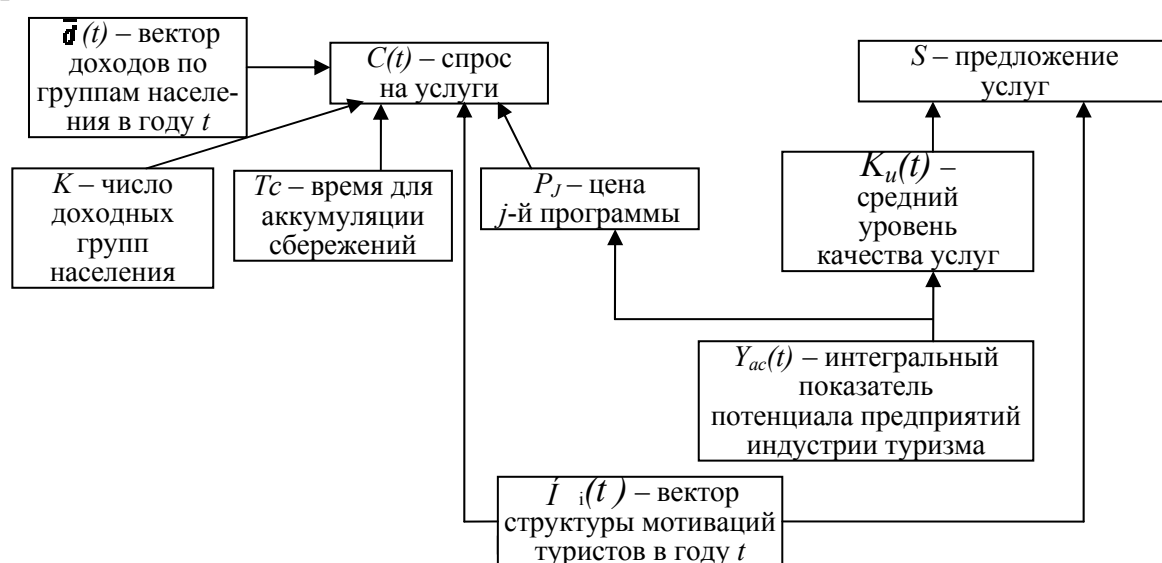 d̄ (t) – вектор
доходов по
группам населе-
ния в году t
C(t) – спрос
на услуги
S – предложение
услуг
K – число
доходных
групп
населения
Tc – время для
аккумуляции
сбережений
P_J – цена
j-й программы
K_u(t) –
средний
уровень
качества услуг
Y_ac(t) – интегральный
показатель
потенциала предприятий
индустрии туризма
Í i(t) – вектор
структуры мотиваций
туристов в году t